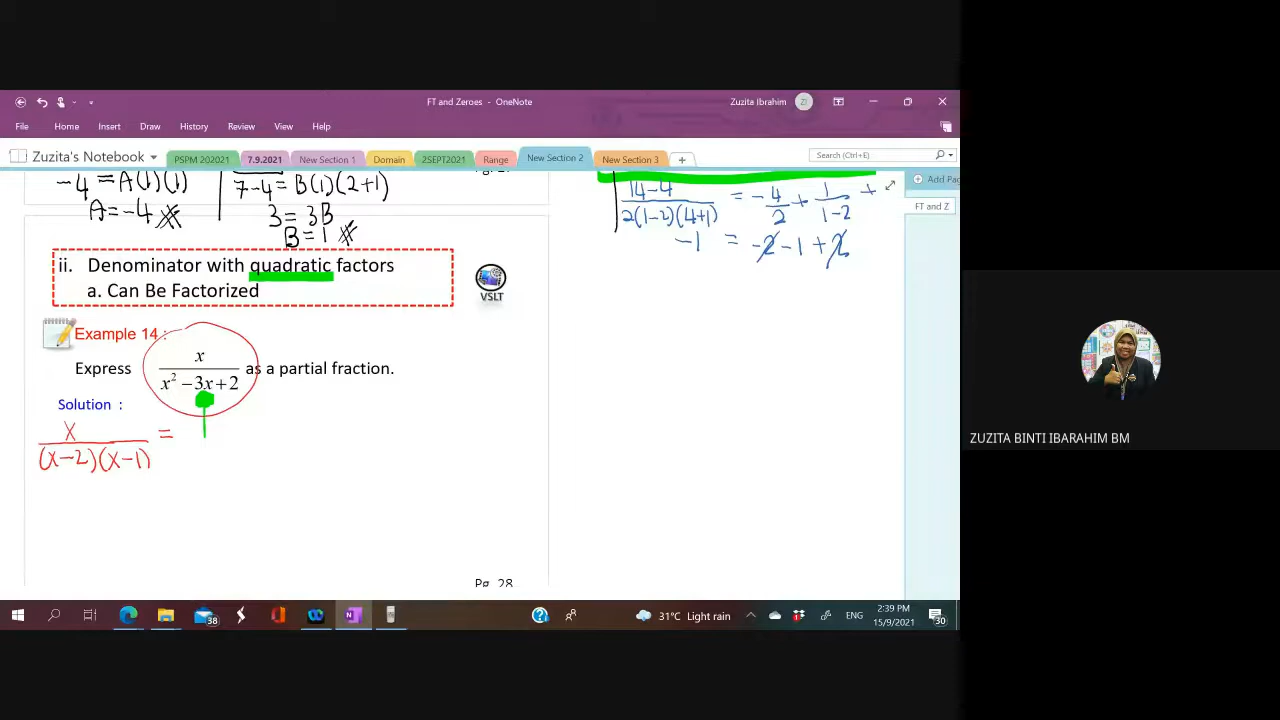 FT and Zeroes - OneNote
Zuzita Ibrahim
ZI
File Home Insert Draw History Review View Help
Zuzita's Notebook
PSPM 202021
7.9.2021
New Section 1
Domain
2SEPT2021
Range
New Section 2
New Section 3
+
Search (Ctrl+E)
Add Pag
FT and Z
-4 = A(1)(1)
A = -4
7-4 = B(1)(2+1)
3 = 3B
B = 1
14-4 / 2(1-2)(4+1) = -4/2 + 1/1-2 +
-1 = -2 -1 + 2
ii. Denominator with quadratic factors
a. Can Be Factorized
VSLT
Example 14 :
Express x / x² - 3x + 2 as a partial fraction.
Solution :
x / (x-2)(x-1) =
Pg. 28
ZUZITA BINTI IBARAHIM BM
38
31°C Light rain
ENG
2:39 PM
15/9/2021
30